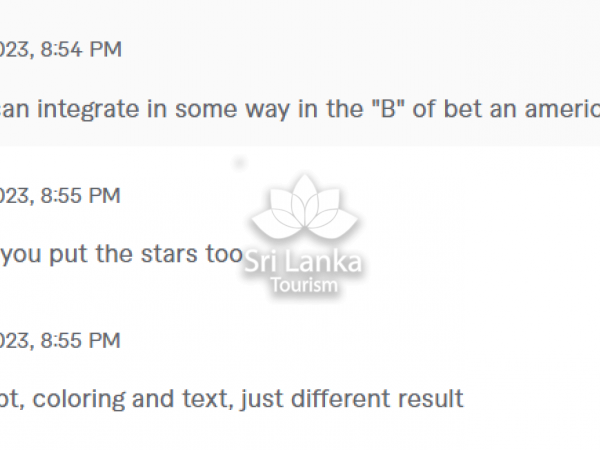 023, 8:54 PM
can integrate in some way in the "B" of bet an americ
023, 8:55 PM
you put the stars too
Sri Lanka
Tourism
023, 8:55 PM
pt, coloring and text, just different result